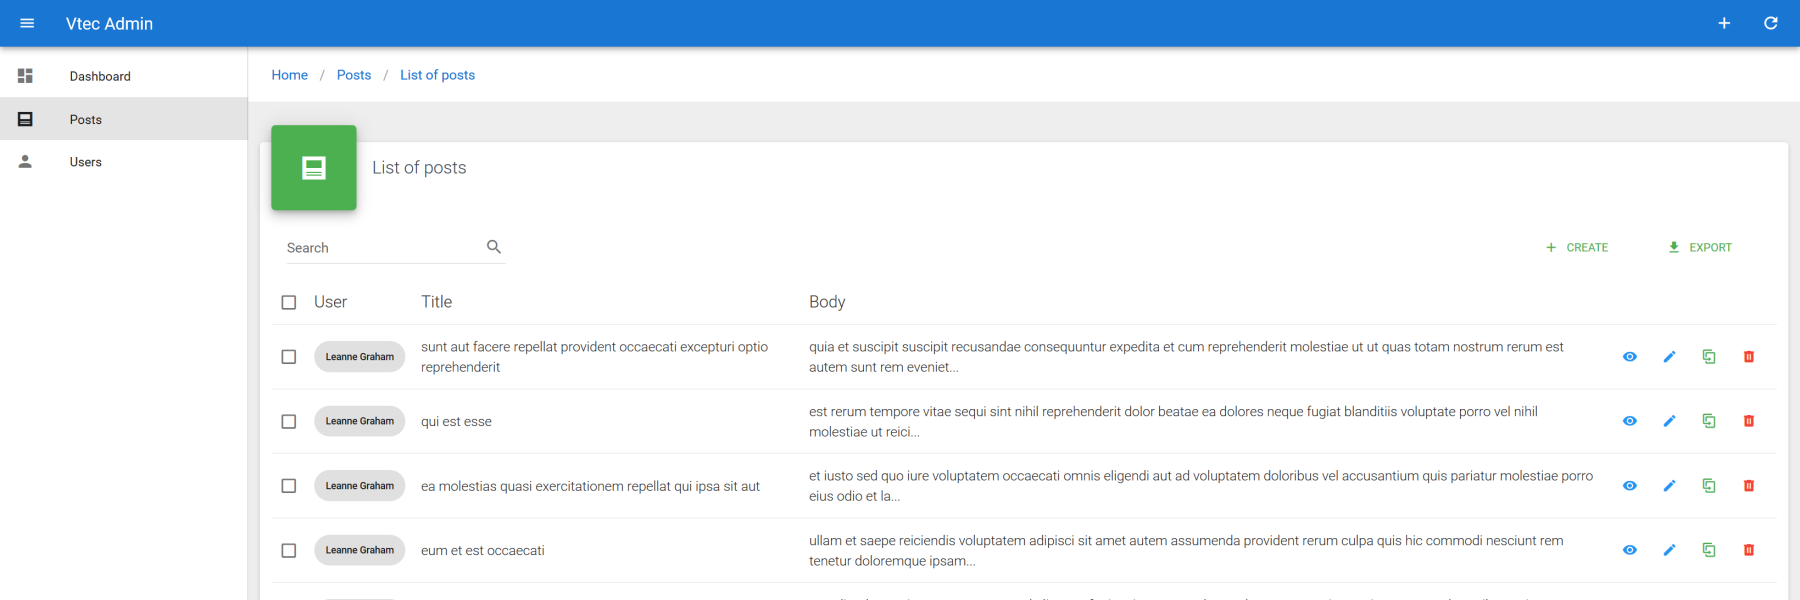 Vtec Admin
Dashboard
Posts
Users
Home / Posts / List of posts
List of posts
Search
CREATE
EXPORT
User Title Body
Leanne Graham
sunt aut facere repellat provident occaecati excepturi optio
reprehenderit
quia et suscipit suscipit recusandae consequuntur expedita et cum reprehenderit molestiae ut ut quas totam nostrum rerum est
autem sunt rem eveniet...
Leanne Graham
qui est esse
est rerum tempore vitae sequi sint nihil reprehenderit dolor beatae ea dolores neque fugiat blanditiis voluptate porro vel nihil
molestiae ut reici...
Leanne Graham
ea molestias quasi exercitationem repellat qui ipsa sit aut
et iusto sed quo iure voluptatem occaecati omnis eligendi aut ad voluptatem doloribus vel accusantium quis pariatur molestiae porro
eius odio et la...
Leanne Graham
eum et est occaecati
ullam et saepe reiciendis voluptatem adipisci sit amet autem assumenda provident rerum culpa quis hic commodi nesciunt rem
tenetur doloremque ipsam...